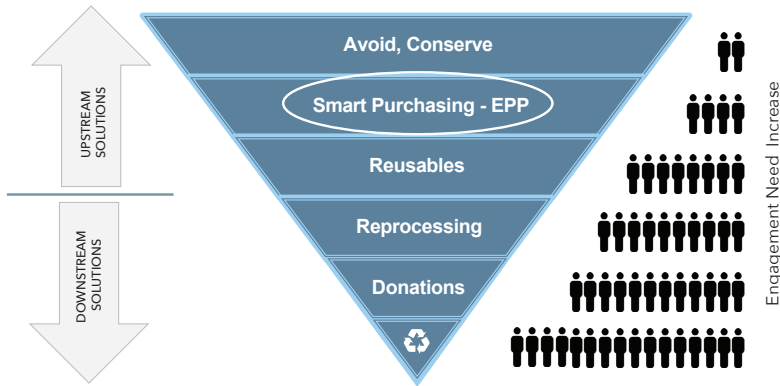 UPSTREAM
SOLUTIONS
DOWNSTREAM
SOLUTIONS
Avoid, Conserve
Smart Purchasing - EPP
Reusables
Reprocessing
Donations
Engagement Need Increase